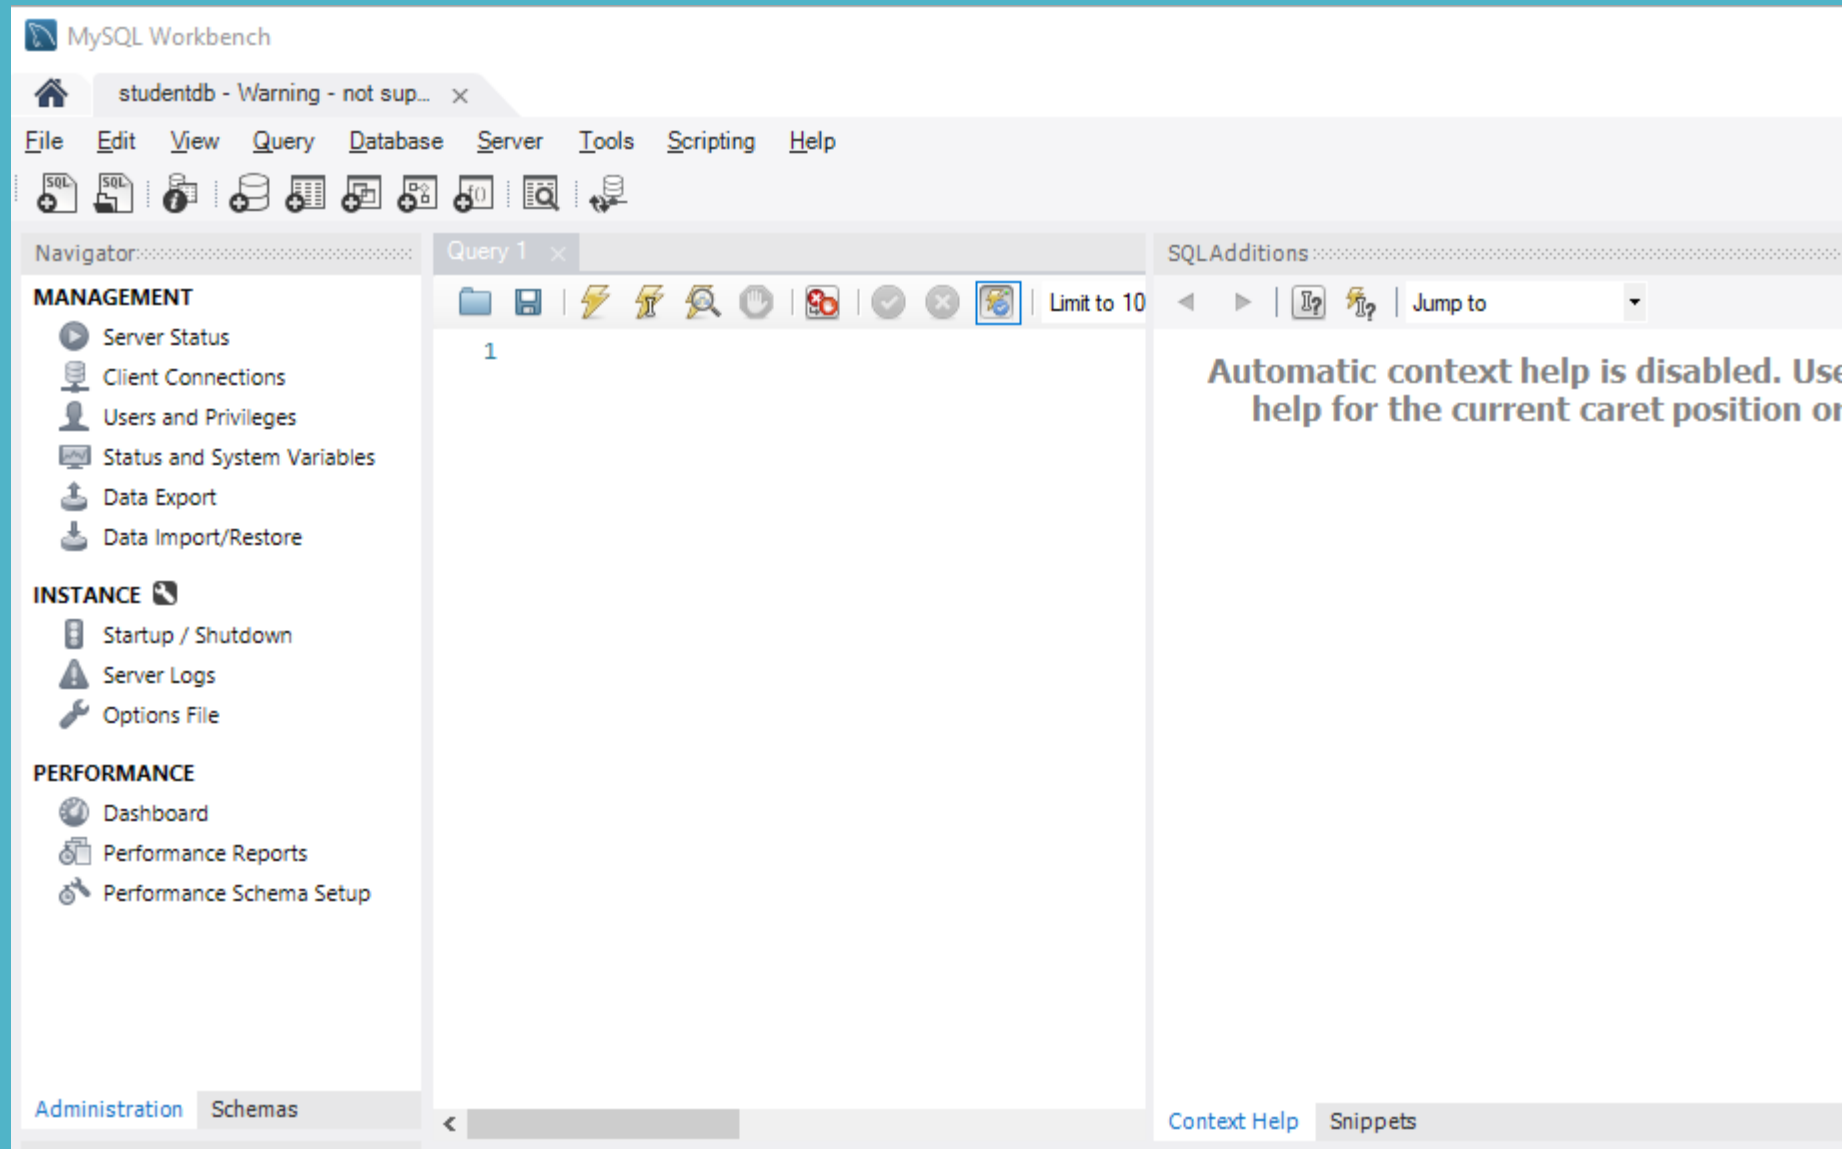 MySQL Workbench
studentdb - Warning - not sup...
File Edit View Query Database Server Tools Scripting Help
SQL SQL
Navigator
MANAGEMENT
Server Status
Client Connections
Users and Privileges
Status and System Variables
Data Export
Data Import/Restore
INSTANCE
Startup / Shutdown
Server Logs
Options File
PERFORMANCE
Dashboard
Performance Reports
Performance Schema Setup
Administration Schemas
Query 1
Limit to 10
1
SQLAdditions
Jump to
Automatic context help is disabled. Use
help for the current caret position or
Context Help Snippets